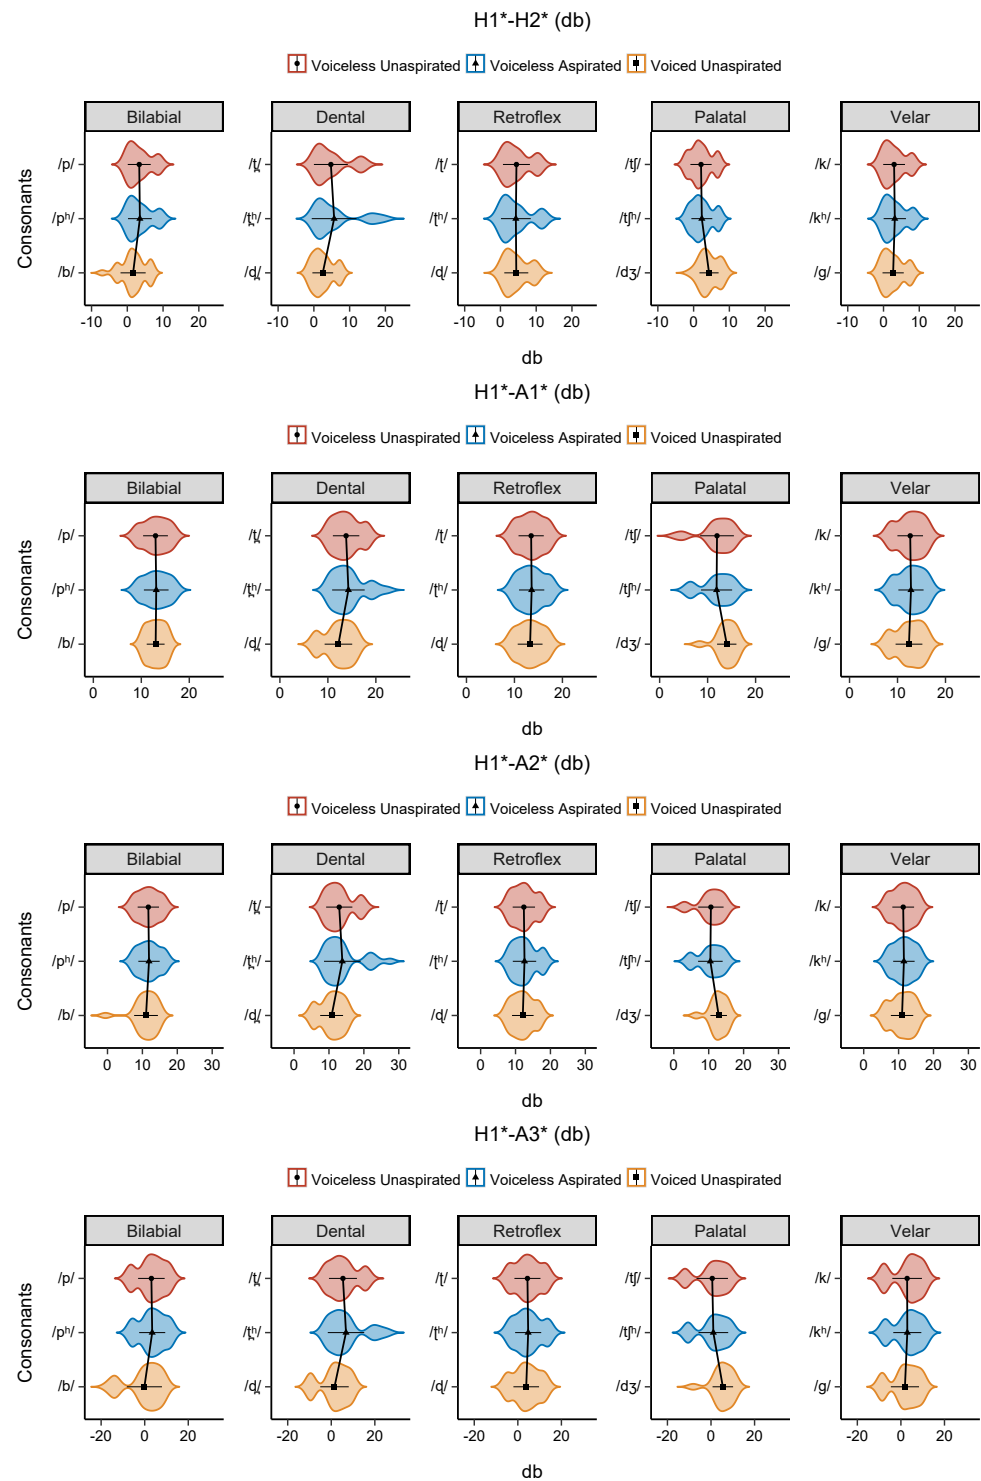 H1*-H2* (db)
Voiceless Unaspirated Voiceless Aspirated Voiced Unaspirated
Bilabial Dental Retroflex Palatal Velar
Consonants
/p/ /t̪/ /ʈ/ /tʃ/ /k/
/pʰ/ /t̪ʰ/ /ʈʰ/ /tʃʰ/ /kʰ/
/b/ /d̪/ /ɖ/ /dʒ/ /g/
-10 0 10 20 -10 0 10 20 -10 0 10 20 -10 0 10 20 -10 0 10 20
db
H1*-A1* (db)
Voiceless Unaspirated Voiceless Aspirated Voiced Unaspirated
Bilabial Dental Retroflex Palatal Velar
Consonants
/p/ /t̪/ /ʈ/ /tʃ/ /k/
/pʰ/ /t̪ʰ/ /ʈʰ/ /tʃʰ/ /kʰ/
/b/ /d̪/ /ɖ/ /dʒ/ /g/
0 10 20 0 10 20 0 10 20 0 10 20 0 10 20
db
H1*-A2* (db)
Voiceless Unaspirated Voiceless Aspirated Voiced Unaspirated
Bilabial Dental Retroflex Palatal Velar
Consonants
/p/ /t̪/ /ʈ/ /tʃ/ /k/
/pʰ/ /t̪ʰ/ /ʈʰ/ /tʃʰ/ /kʰ/
/b/ /d̪/ /ɖ/ /dʒ/ /g/
0 10 20 30 0 10 20 30 0 10 20 30 0 10 20 30 0 10 20 30
db
H1*-A3* (db)
Voiceless Unaspirated Voiceless Aspirated Voiced Unaspirated
Bilabial Dental Retroflex Palatal Velar
Consonants
/p/ /t̪/ /ʈ/ /tʃ/ /k/
/pʰ/ /t̪ʰ/ /ʈʰ/ /tʃʰ/ /kʰ/
/b/ /d̪/ /ɖ/ /dʒ/ /g/
-20 0 20 -20 0 20 -20 0 20 -20 0 20 -20 0 20
db